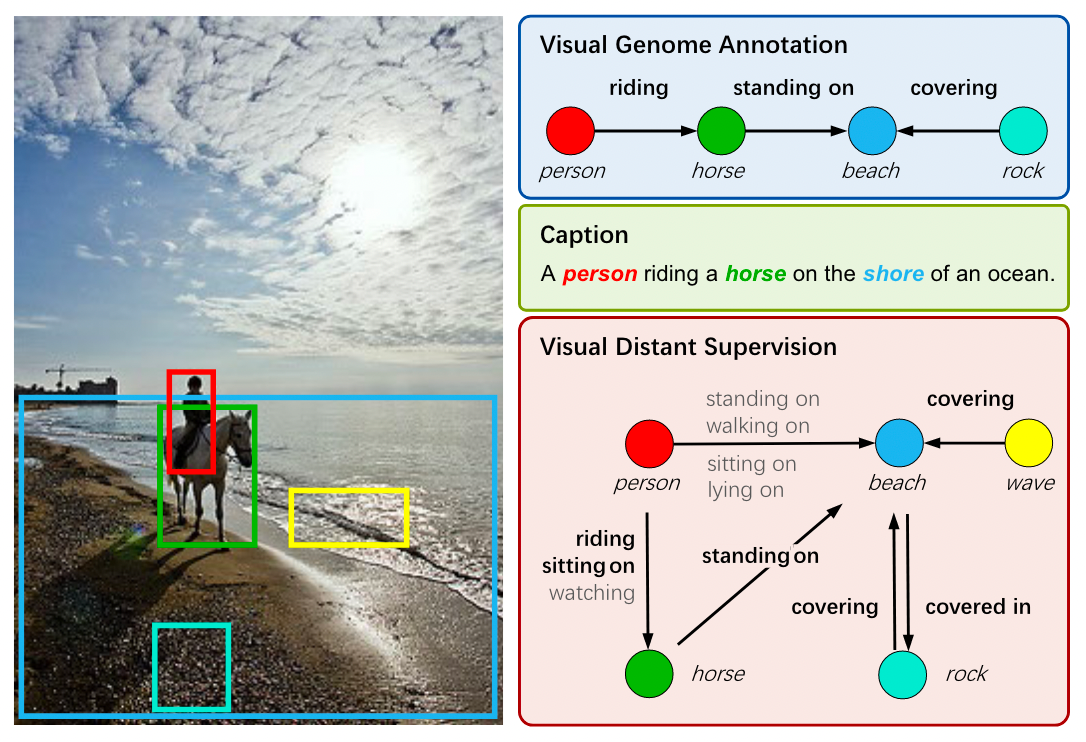 Visual Genome Annotation
riding
standing on
covering
person
horse
beach
rock
Caption
A person riding a horse on the shore of an ocean.
Visual Distant Supervision
standing on
walking on
covering
sitting on
lying on
person
beach
wave
riding
sitting on
watching
standing on
covering
covered in
horse
rock